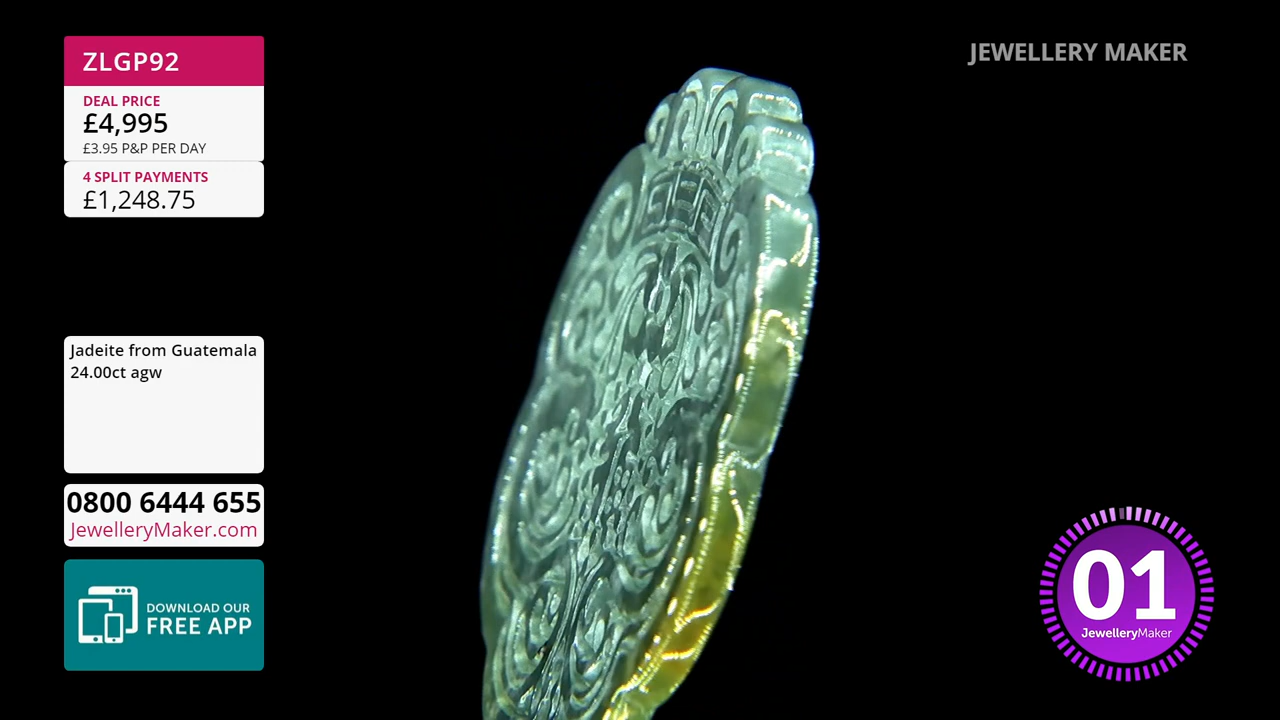 ZLGP92
DEAL PRICE
£4,995
£3.95 P&P PER DAY
4 SPLIT PAYMENTS
£1,248.75
Jadeite from Guatemala
24.00ct agw
0800 6444 655
JewelleryMaker.com
DOWNLOAD OUR
FREE APP
JEWELLERY MAKER
01
JewelleryMaker